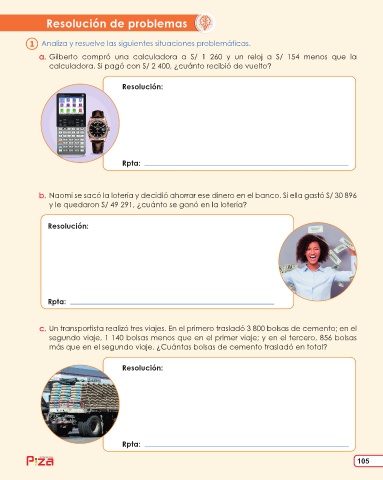 Resolución de problemas
1 Analiza y resuelve las siguientes situaciones problemáticas.
a. Gilberto compró una calculadora a S/ 1 260 y un reloj a S/ 154 menos que la
calculadora. Si pagó con S/ 2 400, ¿cuánto recibió de vuelto?
Resolución:
Rpta:
b. Naomi se sacó la lotería y decidió ahorrar ese dinero en el banco. Si ella gastó S/ 30 896
y le quedaron S/ 49 291, ¿cuánto se ganó en la lotería?
Resolución:
Rpta:
c. Un transportista realizó tres viajes. En el primero trasladó 3 800 bolsas de cemento; en el
segundo viaje, 1 140 bolsas menos que en el primer viaje; y en el tercero, 856 bolsas
más que en el segundo viaje. ¿Cuántas bolsas de cemento trasladó en total?
Resolución:
Rpta:
Pizza
105